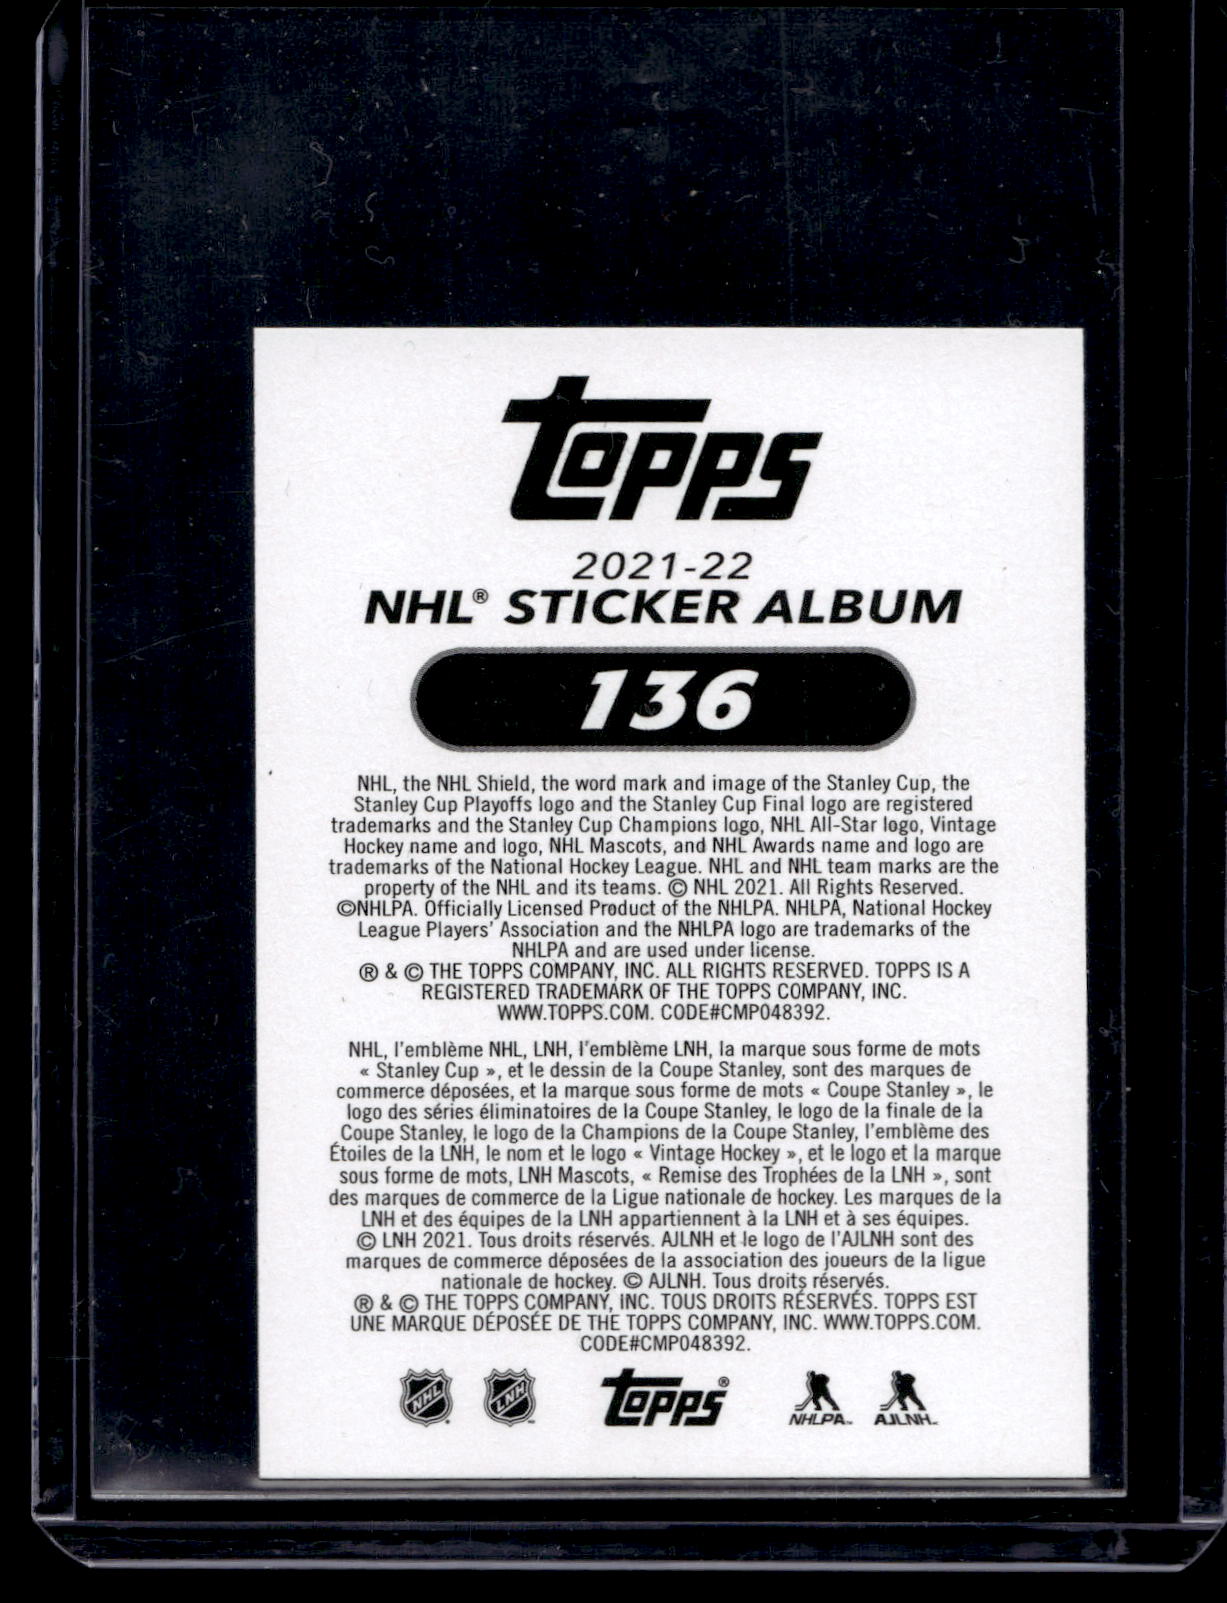 topps
2021-22
NHL® STICKER ALBUM
136
NHL, the NHL Shield, the word mark and image of the Stanley Cup, the
Stanley Cup Playoffs logo and the Stanley Cup Final logo are registered
trademarks and the Stanley Cup Champions logo, NHL All-Star logo, Vintage
Hockey name and logo, NHL Mascots, and NHL Awards name and logo are
trademarks of the National Hockey League. NHL and NHL team marks are the
property of the NHL and its teams. © NHL 2021. All Rights Reserved.
©NHLPA. Officially Licensed Product of the NHLPA. NHLPA, National Hockey
League Players' Association and the NHLPA logo are trademarks of the
NHLPA and are used under license.
® & © THE TOPPS COMPANY, INC. ALL RIGHTS RESERVED. TOPPS IS A
REGISTERED TRADEMARK OF THE TOPPS COMPANY, INC.
WWW.TOPPS.COM. CODE#CMP048392.
NHL, l'emblème NHL, LNH, l'emblème LNH, la marque sous forme de mots
« Stanley Cup », et le dessin de la Coupe Stanley, sont des marques de
commerce déposées, et la marque sous forme de mots « Coupe Stanley », le
logo des séries éliminatoires de la Coupe Stanley, le logo de la finale de la
Coupe Stanley, le logo de la Champions de la Coupe Stanley, l'emblème des
Étoiles de la LNH, le nom et le logo « Vintage Hockey », et le logo et la marque
sous forme de mots, LNH Mascots, « Remise des Trophées de la LNH », sont
des marques de commerce de la Ligue nationale de hockey. Les marques de la
LNH et des équipes de la LNH appartiennent à la LNH et à ses équipes.
© LNH 2021. Tous droits réservés. AJLNH et le logo de l'AJLNH sont des
marques de commerce déposées de la association des joueurs de la ligue
nationale de hockey. © AJLNH. Tous droits réservés.
® & © THE TOPPS COMPANY, INC. TOUS DROITS RÉSERVÉS. TOPPS EST
UNE MARQUE DÉPOSÉE DE THE TOPPS COMPANY, INC. WWW.TOPPS.COM.
CODE#CMP048392.
NHL LNH topps® NHLPA™ AJLNH™